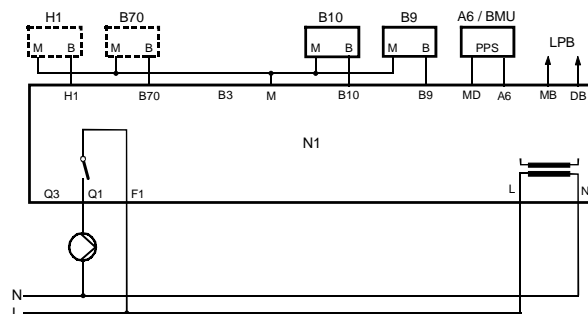 H1 B70 B10 B9 A6 / BMU LPB
M B M B M B M B PPS
H1 B70 B3 M B10 B9 MD A6 MB DB
N1
Q3 Q1 F1 L N
N
L